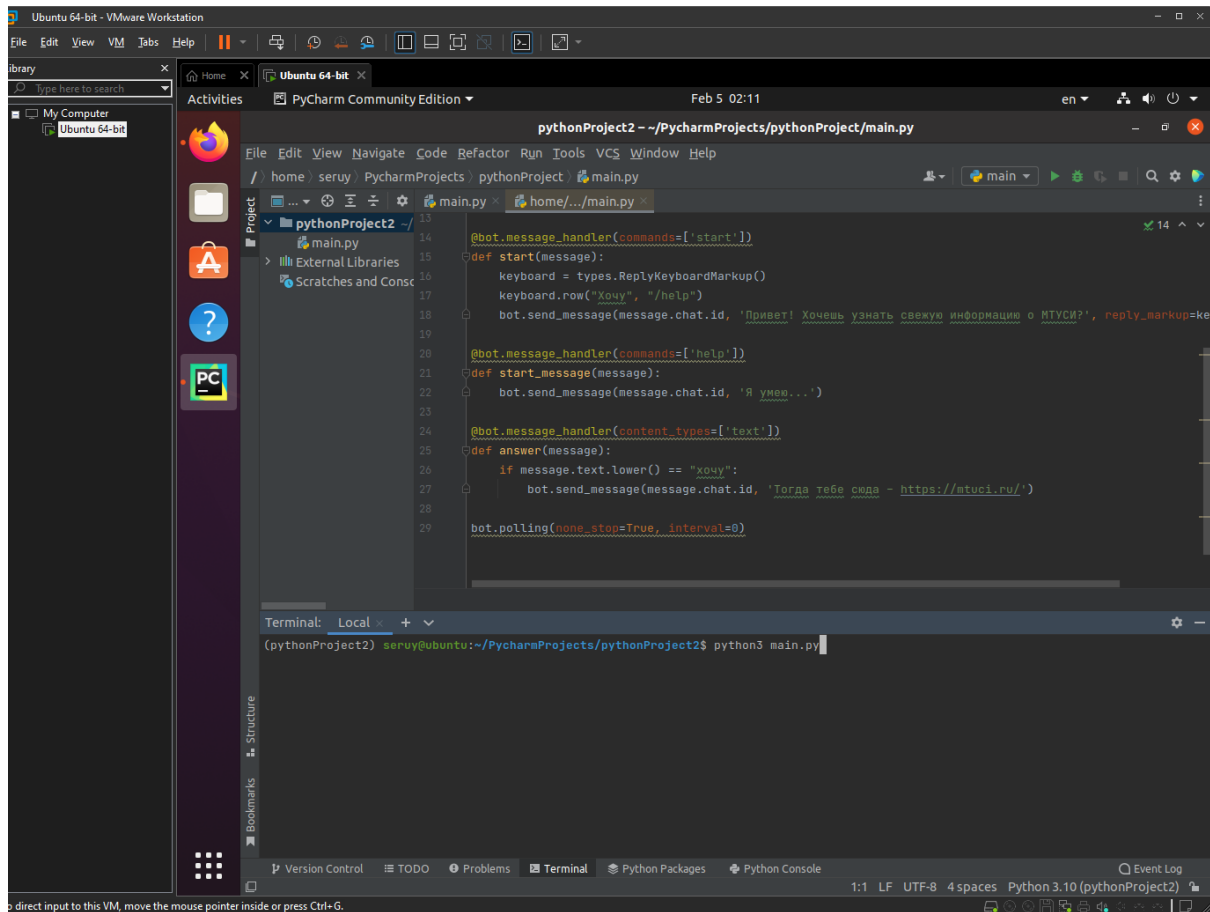 Ubuntu 64-bit - VMware Workstation
File Edit View VM Tabs Help
ibrary
Type here to search
My Computer
Ubuntu 64-bit
Home
Ubuntu 64-bit
Activities PyCharm Community Edition Feb 5 02:11 en
pythonProject2 – ~/PycharmProjects/pythonProject/main.py
File Edit View Navigate Code Refactor Run Tools VCS Window Help
/ home seruy PycharmProjects pythonProject main.py main
Project
... main.py home/.../main.py
pythonProject2 ~/
main.py
External Libraries
Scratches and Consc
14
13
14 @bot.message_handler(commands=['start'])
15 def start(message):
16 keyboard = types.ReplyKeyboardMarkup()
17 keyboard.row("Хочу", "/help")
18 bot.send_message(message.chat.id, 'Привет! Хочешь узнать свежую информацию о МТУСИ?', reply_markup=ke
19
20 @bot.message_handler(commands=['help'])
21 def start_message(message):
22 bot.send_message(message.chat.id, 'Я умею...')
23
24 @bot.message_handler(content_types=['text'])
25 def answer(message):
26 if message.text.lower() == "хочу":
27 bot.send_message(message.chat.id, 'Тогда тебе сюда – https://mtuci.ru/')
28
29 bot.polling(none_stop=True, interval=0)
PC
Terminal: Local +
(pythonProject2) seruy@ubuntu:~/PycharmProjects/pythonProject2$ python3 main.py
Structure
Bookmarks
Version Control TODO Problems Terminal Python Packages Python Console Event Log
1:1 LF UTF-8 4 spaces Python 3.10 (pythonProject2)
o direct input to this VM, move the mouse pointer inside or press Ctrl+G.